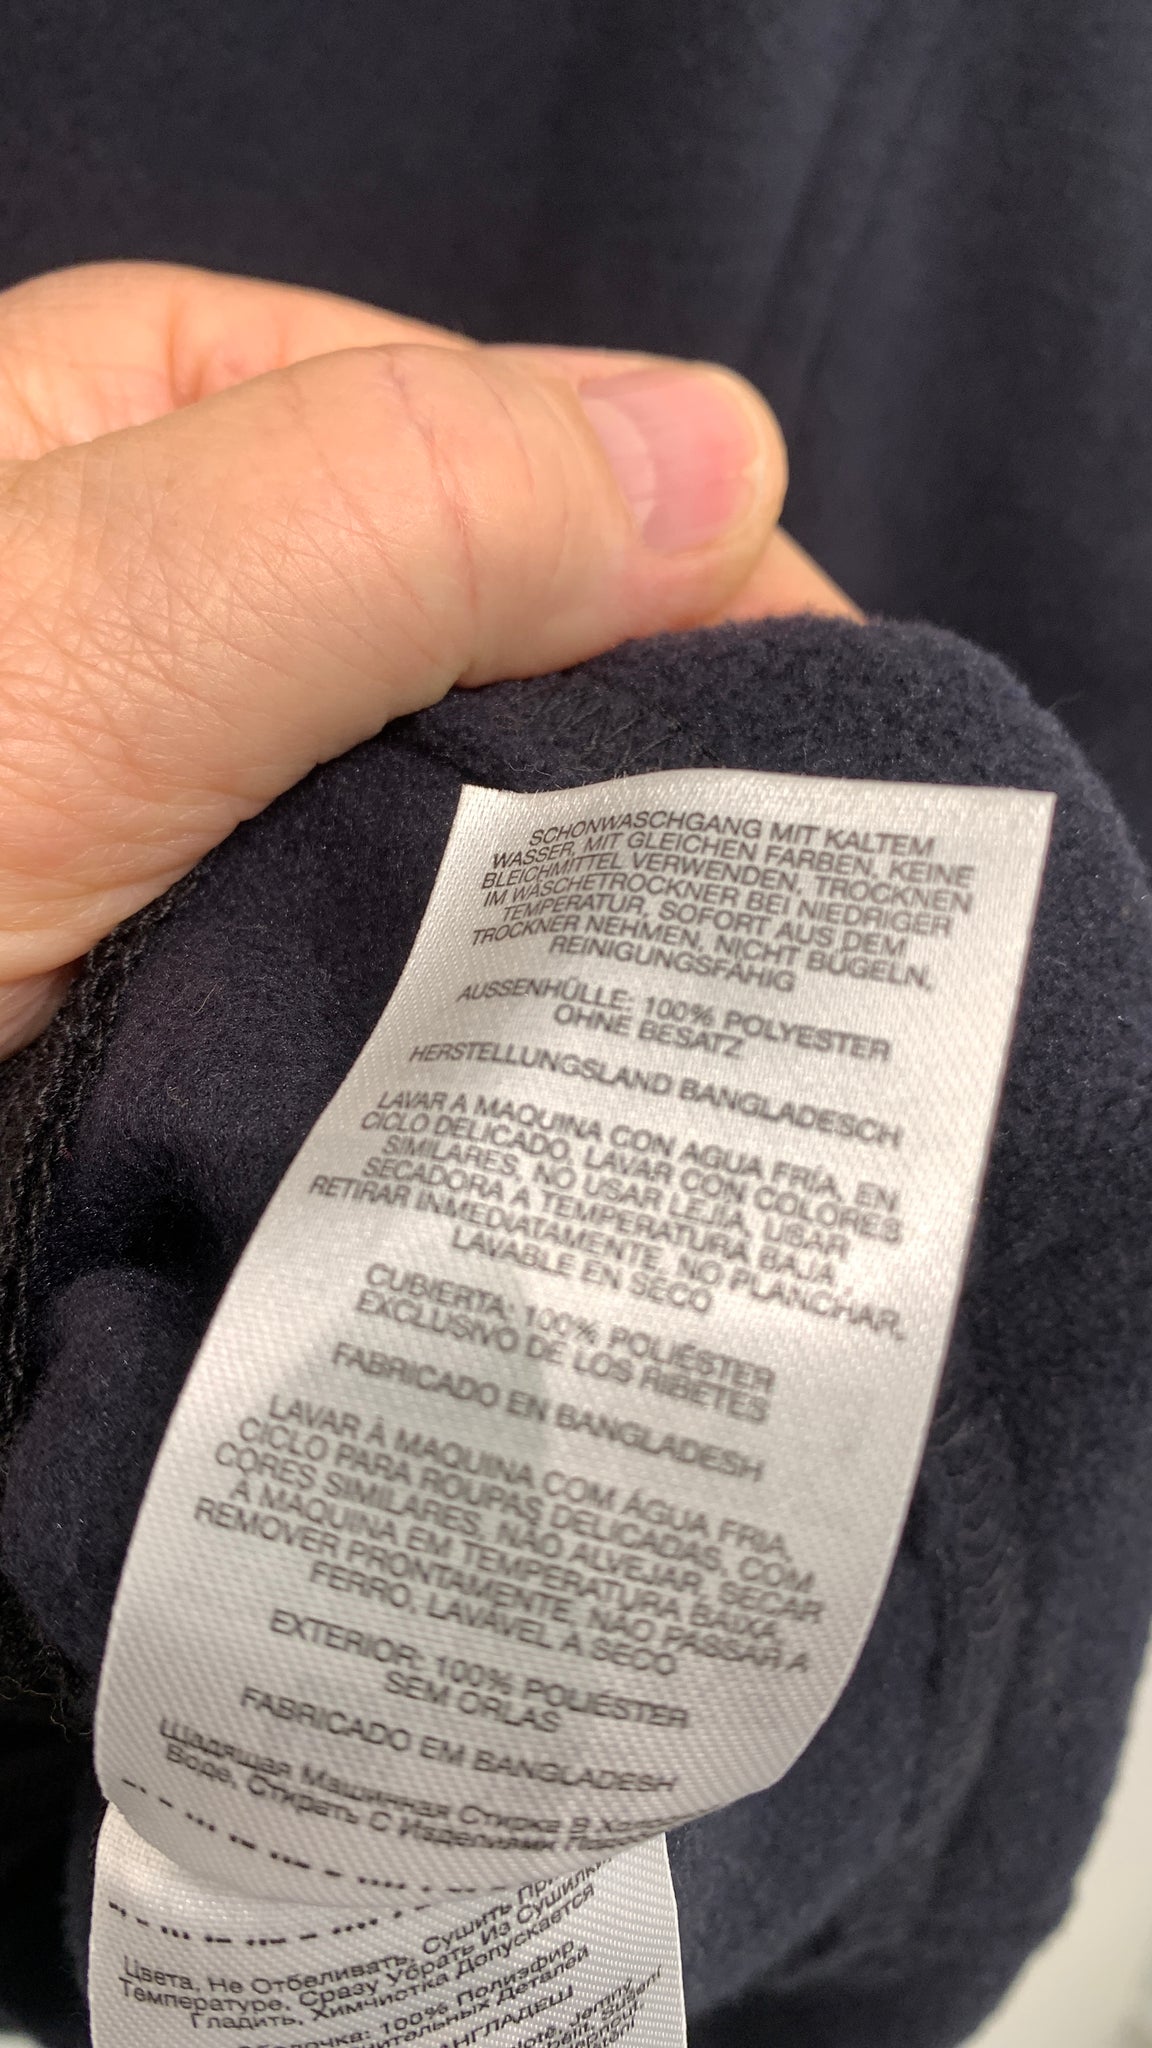 SCHONWASCHGANG MIT KALTEM
WASSER, MIT GLEICHEN FARBEN, KEINE
BLEICHMITTEL VERWENDEN, TROCKNEN
IM WÄSCHETROCKNER BEI NIEDRIGER
TEMPERATUR, SOFORT AUS DEM
TROCKNER NEHMEN, NICHT BÜGELN,
REINIGUNGSFÄHIG
AUSSENHÜLLE: 100% POLYESTER
OHNE BESATZ
HERSTELLUNGSLAND BANGLADESCH
LAVAR A MAQUINA CON AGUA FRÍA, EN
CICLO DELICADO, LAVAR CON COLORES
SIMILARES, NO USAR LEJÍA, USAR
SECADORA A TEMPERATURA BAJA,
RETIRAR INMEDIATAMENTE, NO PLANCHAR,
LAVABLE EN SECO
CUBIERTA: 100% POLIÉSTER
EXCLUSIVO DE LOS RIBETES
FABRICADO EN BANGLADESH
LAVAR À MAQUINA COM ÁGUA FRIA,
CICLO PARA ROUPAS DELICADAS, COM
CORES SIMILARES, NÃO ALVEJAR, SECAR
À MAQUINA EM TEMPERATURA BAIXA,
REMOVER PRONTAMENTE, NÃO PASSAR A
FERRO, LAVÁVEL A SECO
EXTERIOR: 100% POLIÉSTER
SEM ORLAS
FABRICADO EM BANGLADESH
Щадящая Машинная Стирка В
Воде, Стирать С Изделиями
Цвета, Не Отбеливать, Сушить
Температуре, Сразу Убрать Из Сушилки
Гладить, Химчистка Допускается
100% Полиэфир
Деталей